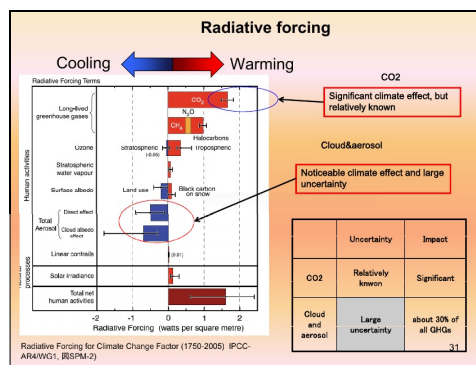 Radiative forcing
Cooling
Warming
Radiative Forcing Terms
CO2
Long-lived
greenhouse gases
CO₂
N₂O
CH₄
Halocarbons
Significant climate effect, but
relatively known
Ozone
Stratospheric
(-0.05)
Tropospheric
Cloud&aerosol
Human activities
Stratospheric
water vapour
Surface albedo
Land use
Black carbon
on snow
Noticeable climate effect and large
uncertainty
Total
Aerosol
Direct effect
Cloud albedo
effect
Linear contrails
(0.01)
processes
Solar irradiance
Total net
human activities
-2 -1 0 1 2
Radiative Forcing (watts per square metre)
Uncertainty Impact
CO2 Relatively knwon Significant
Cloud and aerosol Large uncertainty about 30% of all GHGs
Radiative Forcing for Climate Change Factor (1750-2005) IPCC-
AR4/WG1, 図SPM-2)
31